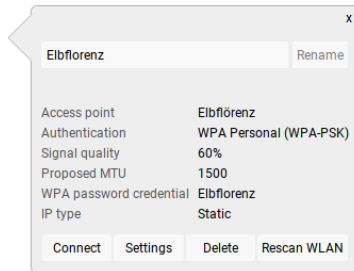 x
Elbflorenz Rename
Access point Elbflörenz
Authentication WPA Personal (WPA-PSK)
Signal quality 60%
Proposed MTU 1500
WPA password credential Elbflorenz
IP type Static
Connect Settings Delete Rescan WLAN